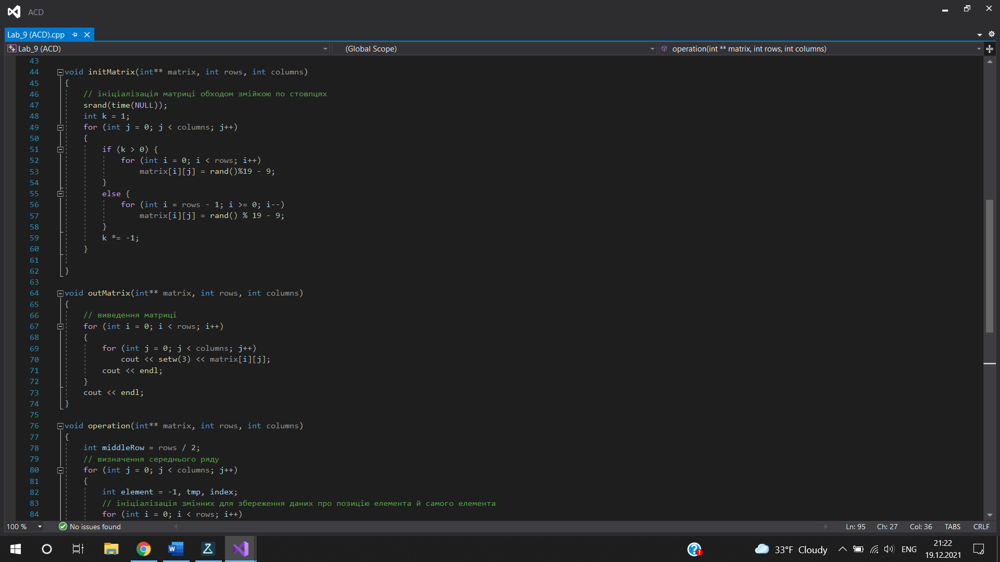 ACD
Lab_9 (ACD).cpp
Lab_9 (ACD) (Global Scope) operation(int ** matrix, int rows, int columns)
43
44 void initMatrix(int** matrix, int rows, int columns)
45 {
46 // ініціалізація матриці обходом змійкою по стовпцях
47 srand(time(NULL));
48 int k = 1;
49 for (int j = 0; j < columns; j++)
50 {
51 if (k > 0) {
52 for (int i = 0; i < rows; i++)
53 matrix[i][j] = rand()%19 - 9;
54 }
55 else {
56 for (int i = rows - 1; i >= 0; i--)
57 matrix[i][j] = rand() % 19 - 9;
58 }
59 k *= -1;
60 }
61
62 }
63
64 void outMatrix(int** matrix, int rows, int columns)
65 {
66 // виведення матриці
67 for (int i = 0; i < rows; i++)
68 {
69 for (int j = 0; j < columns; j++)
70 cout << setw(3) << matrix[i][j];
71 cout << endl;
72 }
73 cout << endl;
74 }
75
76 void operation(int** matrix, int rows, int columns)
77 {
78 int middleRow = rows / 2;
79 // визначення середнього ряду
80 for (int j = 0; j < columns; j++)
81 {
82 int element = -1, tmp, index;
83 // ініціалізація змінних для збереження даних про позицію елемента й самого елемента
84 for (int i = 0; i < rows; i++)
100 % No issues found Ln: 95 Ch: 27 Col: 36 TABS CRLF
33°F Cloudy ENG 21:22
19.12.2021